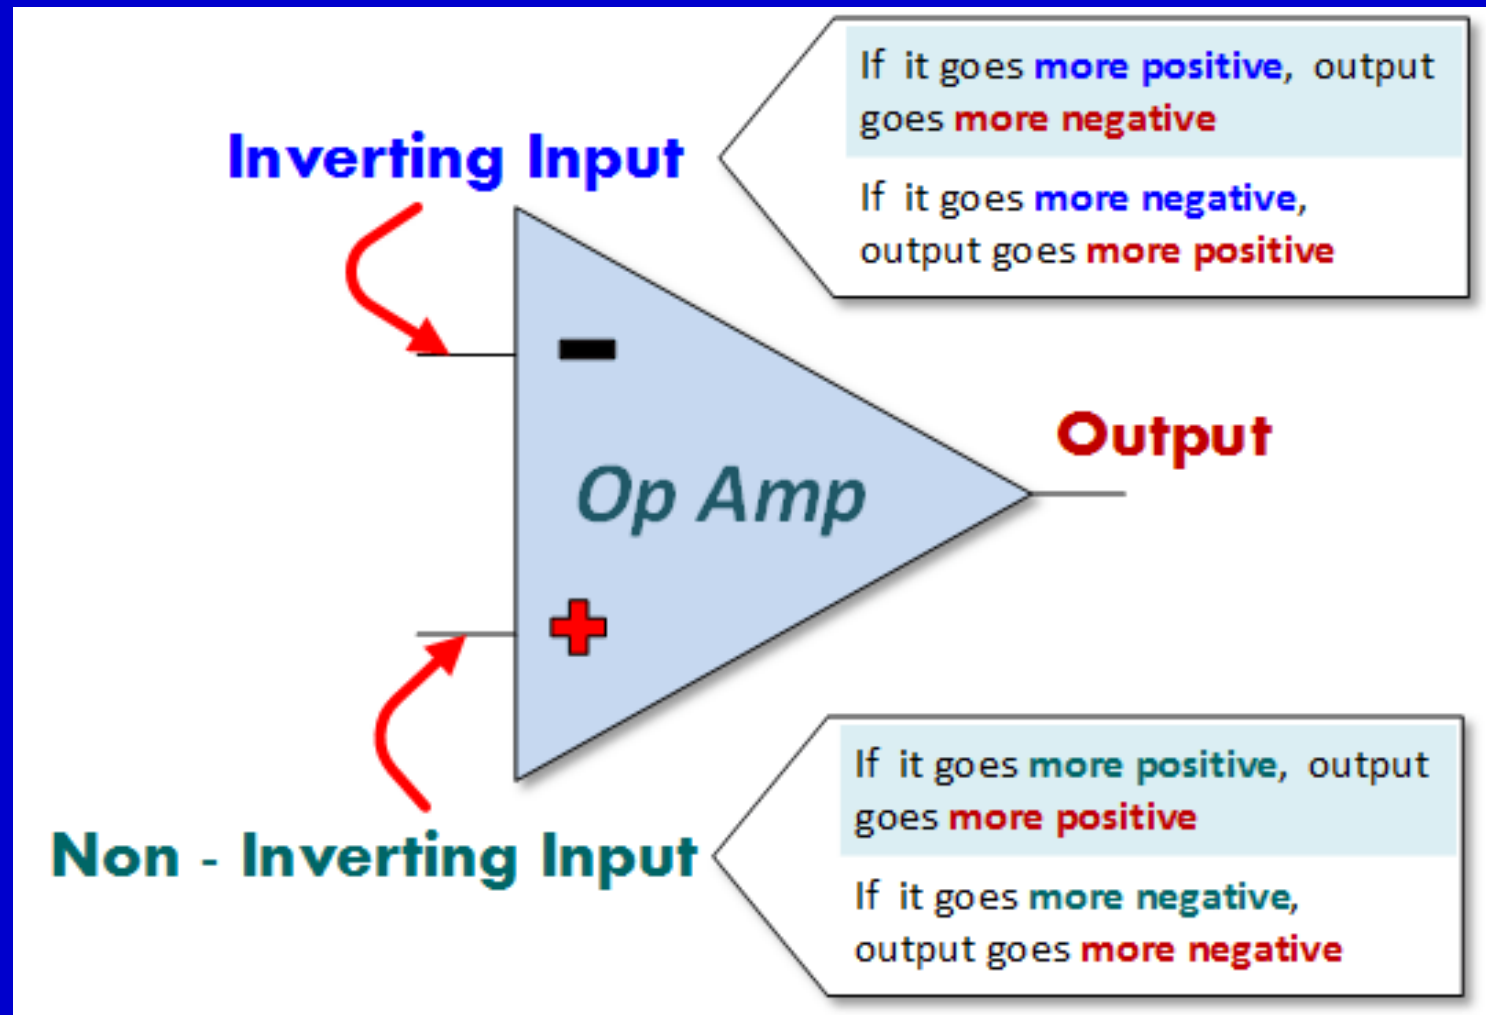 If it goes more positive, output
goes more negative
Inverting Input
If it goes more negative,
output goes more positive
-
Output
Op Amp
+
If it goes more positive, output
goes more positive
Non - Inverting Input
If it goes more negative,
output goes more negative